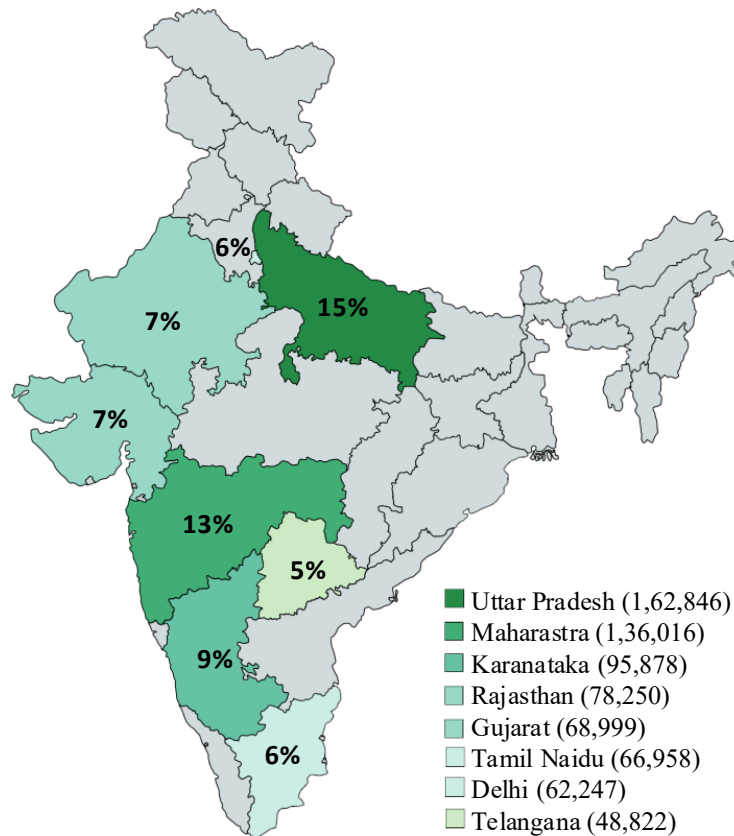 6%
15%
7%
7%
13%
5%
9%
6%
Uttar Pradesh (1,62,846)
Maharastra (1,36,016)
Karanataka (95,878)
Rajasthan (78,250)
Gujarat (68,999)
Tamil Naidu (66,958)
Delhi (62,247)
Telangana (48,822)